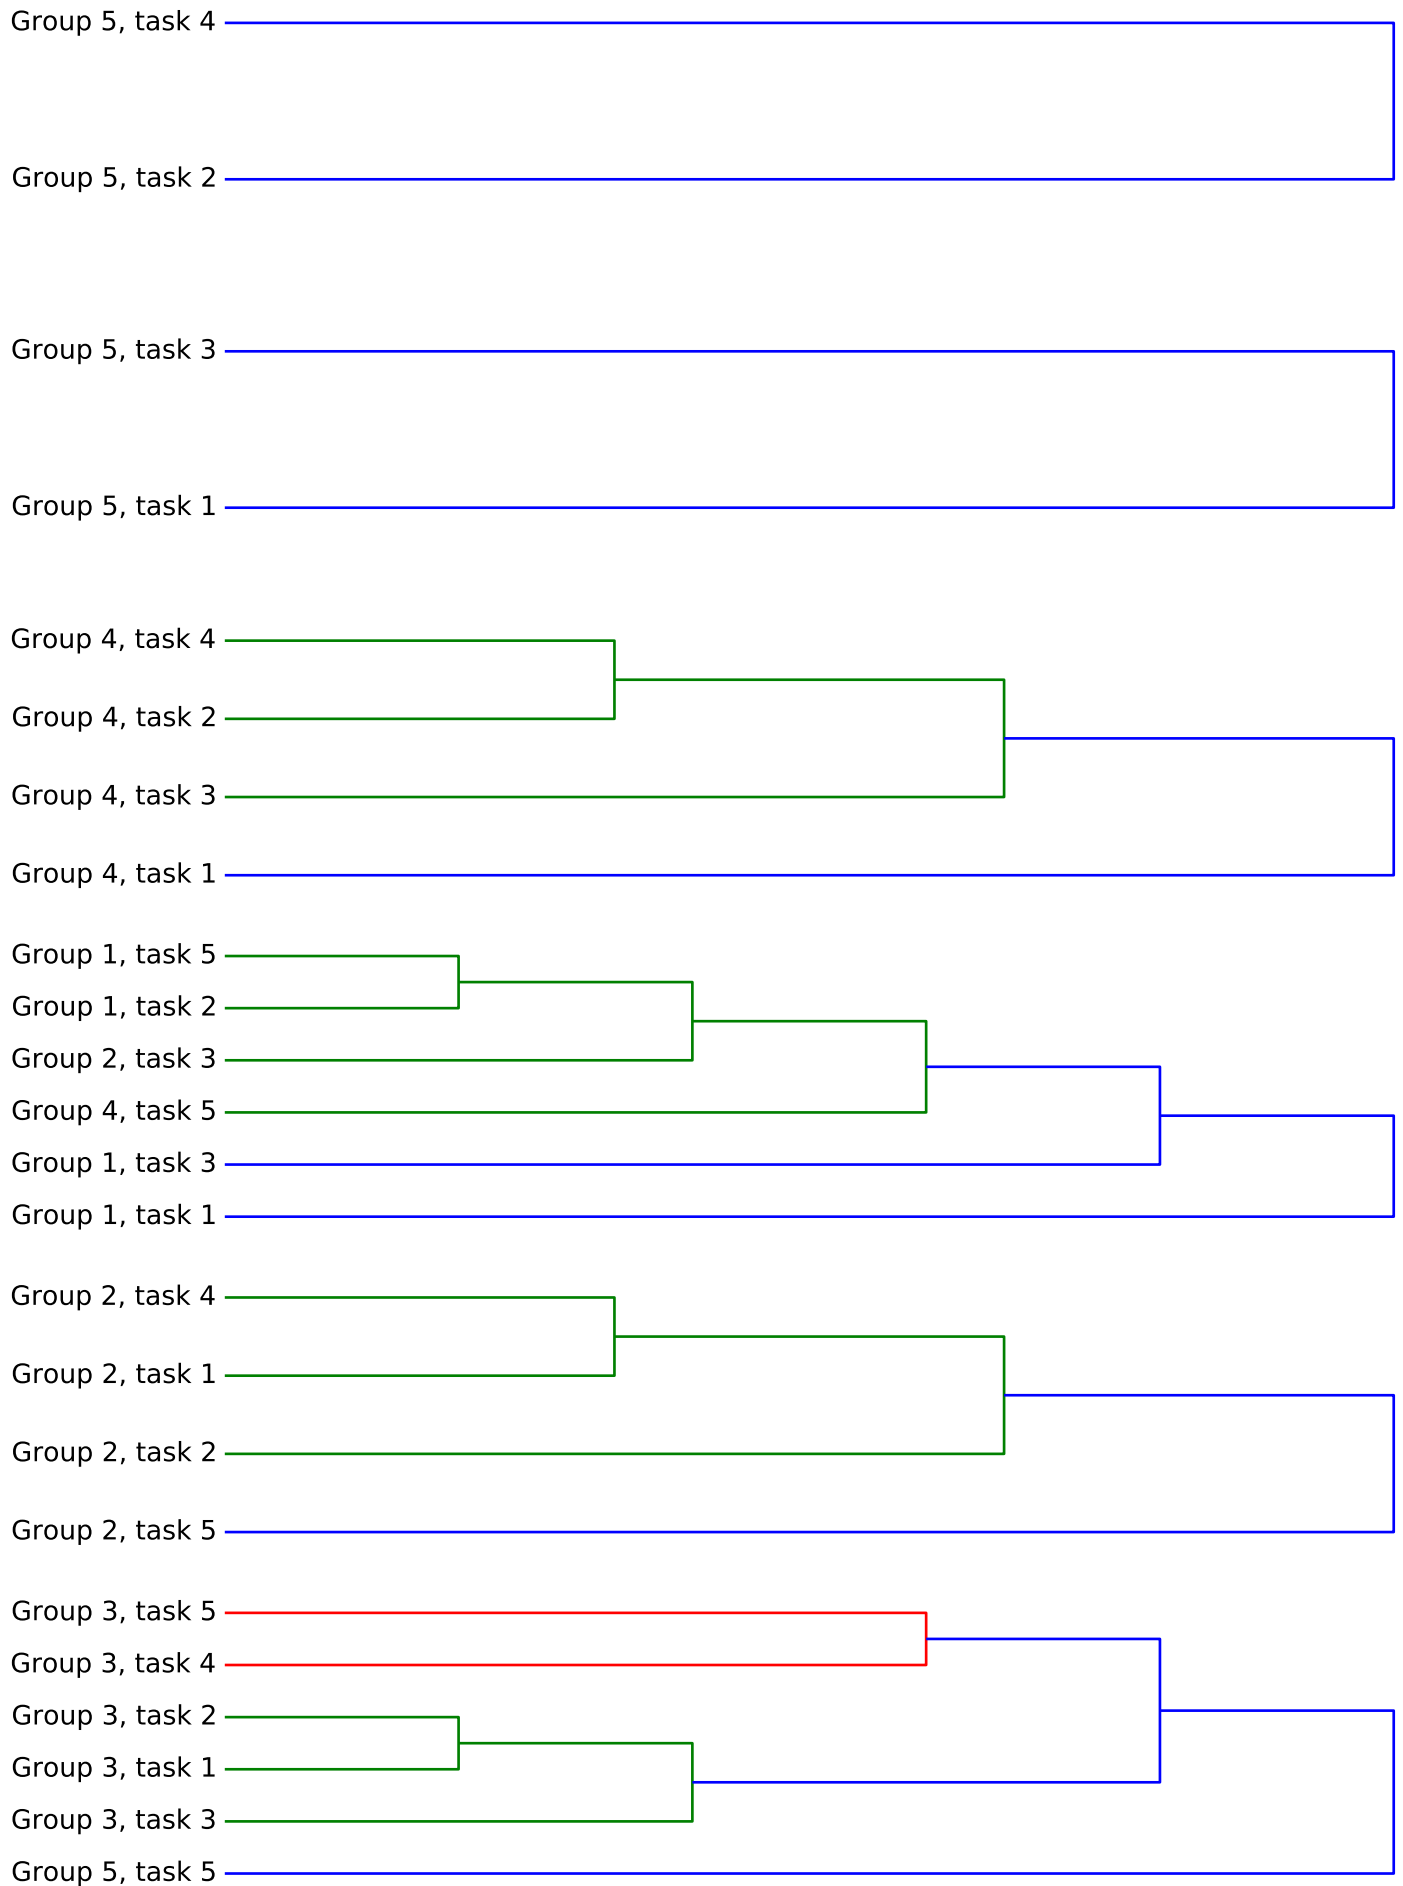 Group 5, task 4
Group 5, task 2
Group 5, task 3
Group 5, task 1
Group 4, task 4
Group 4, task 2
Group 4, task 3
Group 4, task 1
Group 1, task 5
Group 1, task 2
Group 2, task 3
Group 4, task 5
Group 1, task 3
Group 1, task 1
Group 2, task 4
Group 2, task 1
Group 2, task 2
Group 2, task 5
Group 3, task 5
Group 3, task 4
Group 3, task 2
Group 3, task 1
Group 3, task 3
Group 5, task 5